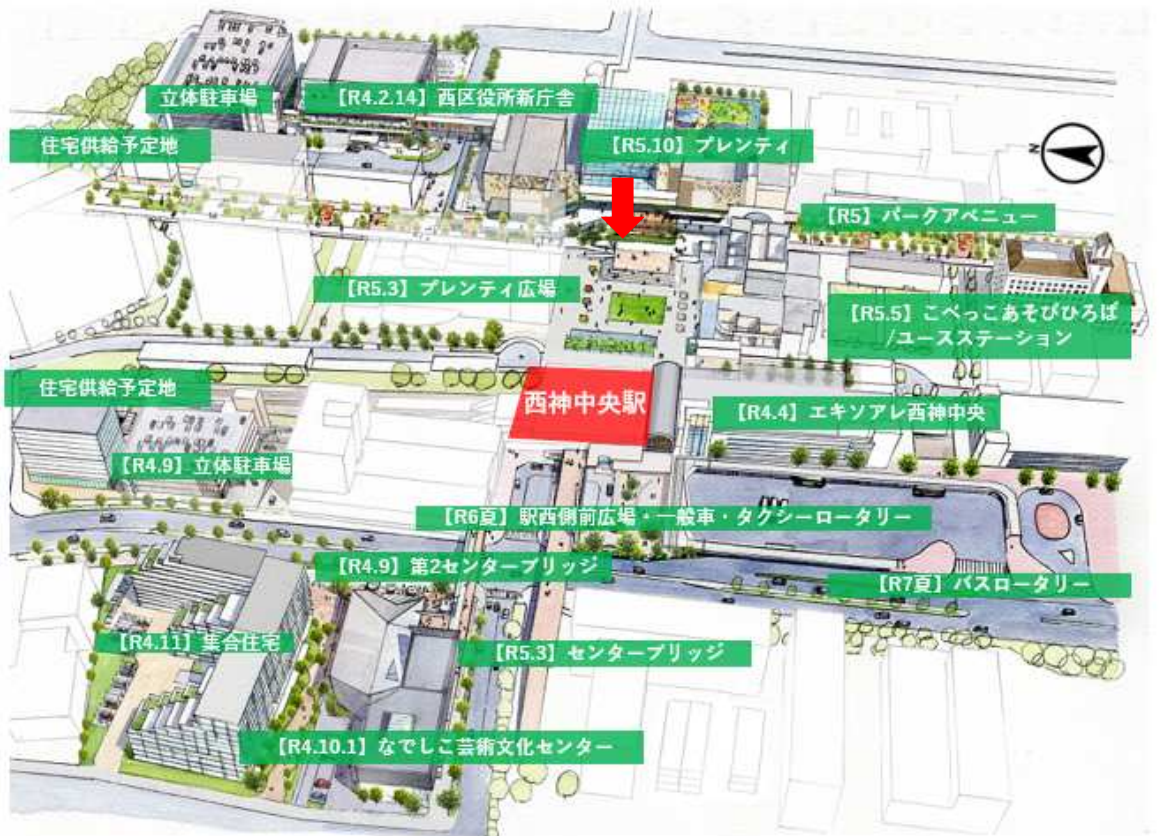 立体駐車場
【R4.2.14】西区役所新庁舎
住宅供給予定地
【R5.10】プレンティ
N
【R5】パークアベニュー
【R5.3】プレンティ広場
【R5.5】こべっこあそびひろば
/ユースステーション
住宅供給予定地
西神中央駅
【R4.4】エキソアレ西神中央
【R4.9】立体駐車場
【R6夏】駅西側前広場・一般車・タクシーロータリー
【R4.9】第2センターブリッジ
【R7夏】バスロータリー
【R4.11】集合住宅
【R5.3】センターブリッジ
【R4.10.1】なでしこ芸術文化センター